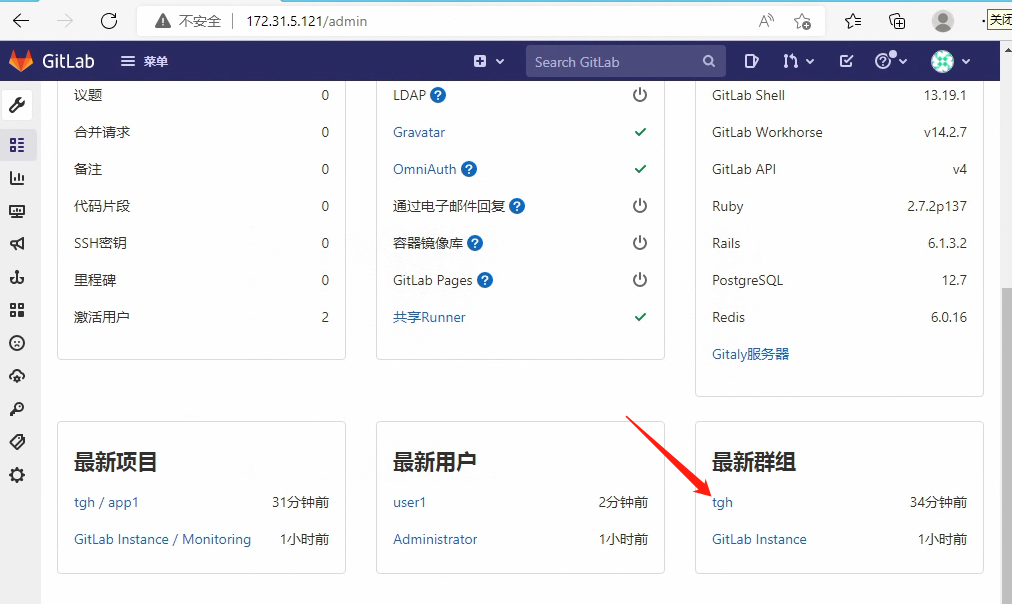 不安全
172.31.5.121/admin
关闭
GitLab
菜单
Search GitLab
议题 0
合并请求 0
备注 0
代码片段 0
SSH密钥 0
里程碑 0
激活用户 2
LDAP
Gravatar
OmniAuth
通过电子邮件回复
容器镜像库
GitLab Pages
共享Runner
GitLab Shell 13.19.1
GitLab Workhorse v14.2.7
GitLab API v4
Ruby 2.7.2p137
Rails 6.1.3.2
PostgreSQL 12.7
Redis 6.0.16
Gitaly服务器
最新项目
tgh / app1 31分钟前
GitLab Instance / Monitoring 1小时前
最新用户
user1 2分钟前
Administrator 1小时前
最新群组
tgh 34分钟前
GitLab Instance 1小时前